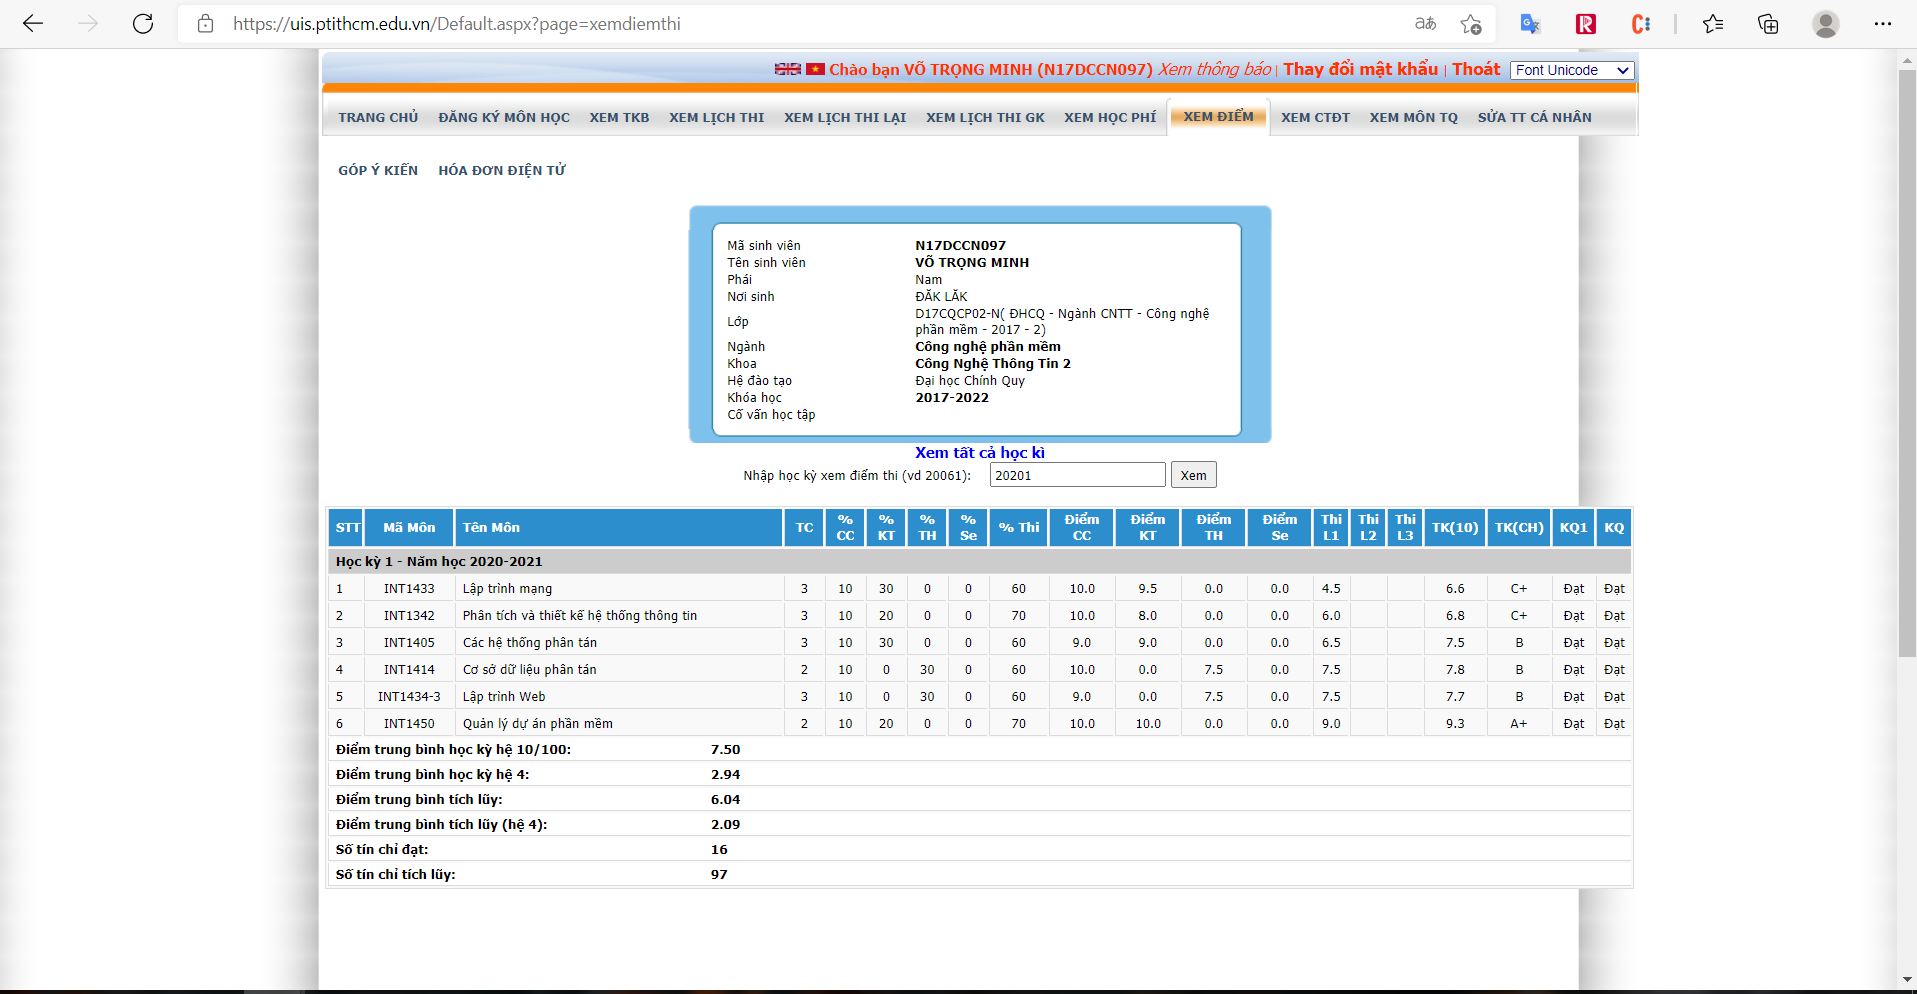 https://uis.ptithcm.edu.vn/Default.aspx?page=xemdiemthi
Chào bạn VÕ TRỌNG MINH (N17DCCN097) Xem thông báo | Thay đổi mật khẩu | Thoát Font Unicode
TRANG CHỦ ĐĂNG KÝ MÔN HỌC XEM TKB XEM LỊCH THI XEM LỊCH THI LẠI XEM LỊCH THI GK XEM HỌC PHÍ XEM ĐIỂM XEM CTĐT XEM MÔN TQ SỬA TT CÁ NHÂN
GÓP Ý KIẾN HÓA ĐƠN ĐIỆN TỬ
Mã sinh viên N17DCCN097
Tên sinh viên VÕ TRỌNG MINH
Phái Nam
Nơi sinh ĐĂK LĂK
Lớp D17CQCP02-N( ĐHCQ - Ngành CNTT - Công nghệ
phần mềm - 2017 - 2)
Ngành Công nghệ phần mềm
Khoa Công Nghệ Thông Tin 2
Hệ đào tạo Đại học Chính Quy
Khóa học 2017-2022
Cố vấn học tập
Xem tất cả học kì
Nhập học kỳ xem điểm thi (vd 20061): 20201 Xem
STT Mã Môn Tên Môn TC % CC % KT % TH % Se % Thi Điểm CC Điểm KT Điểm TH Điểm Se Thi L1 Thi L2 Thi L3 TK(10) TK(CH) KQ1 KQ
Học kỳ 1 - Năm học 2020-2021
1 INT1433 Lập trình mạng 3 10 30 0 0 60 10.0 9.5 0.0 0.0 4.5 6.6 C+ Đạt Đạt
2 INT1342 Phân tích và thiết kế hệ thống thông tin 3 10 20 0 0 70 10.0 8.0 0.0 0.0 6.0 6.8 C+ Đạt Đạt
3 INT1405 Các hệ thống phân tán 3 10 30 0 0 60 9.0 9.0 0.0 0.0 6.5 7.5 B Đạt Đạt
4 INT1414 Cơ sở dữ liệu phân tán 2 10 0 30 0 60 10.0 0.0 7.5 0.0 7.5 7.8 B Đạt Đạt
5 INT1434-3 Lập trình Web 3 10 0 30 0 60 9.0 0.0 7.5 0.0 7.5 7.7 B Đạt Đạt
6 INT1450 Quản lý dự án phần mềm 2 10 20 0 0 70 10.0 10.0 0.0 0.0 9.0 9.3 A+ Đạt Đạt
Điểm trung bình học kỳ hệ 10/100: 7.50
Điểm trung bình học kỳ hệ 4: 2.94
Điểm trung bình tích lũy: 6.04
Điểm trung bình tích lũy (hệ 4): 2.09
Số tín chỉ đạt: 16
Số tín chỉ tích lũy: 97